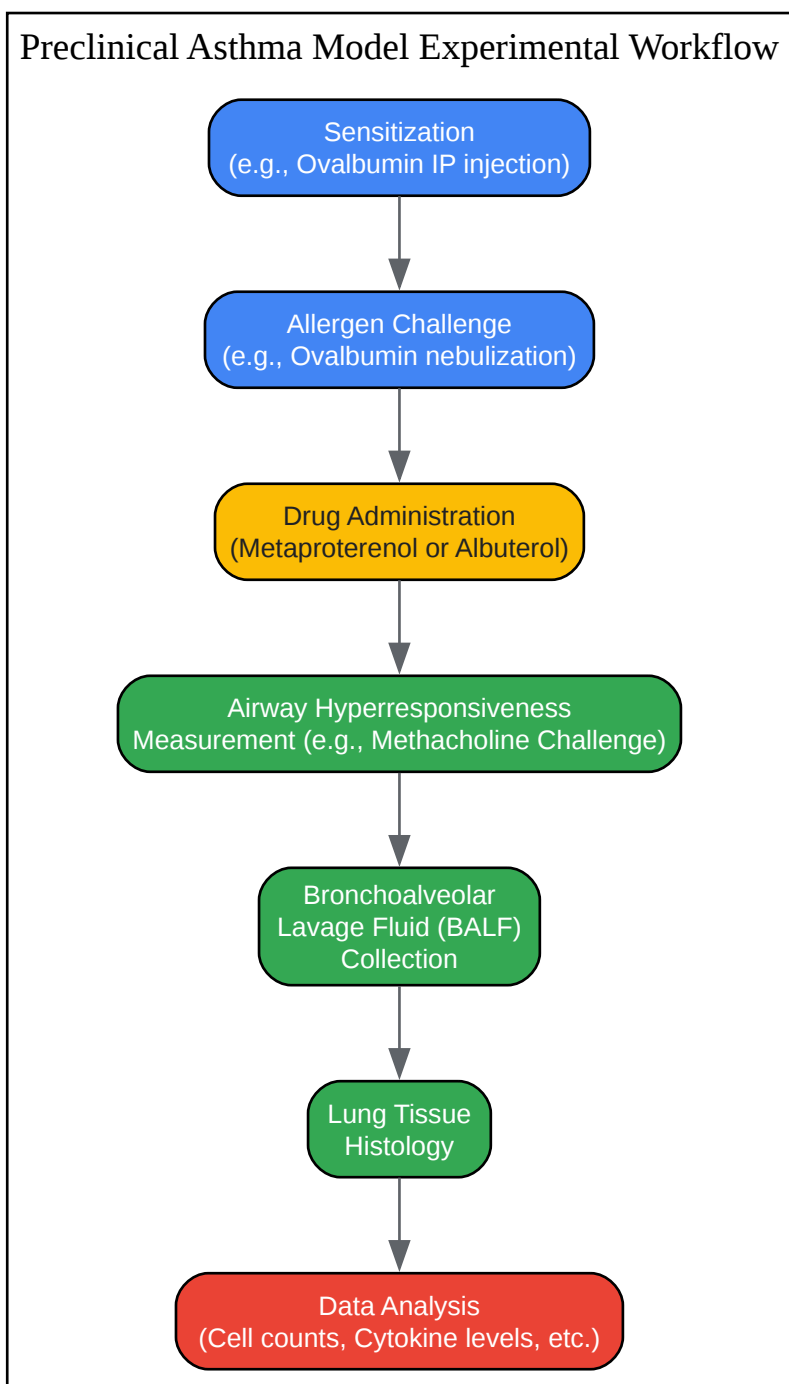 Preclinical Asthma Model Experimental Workflow
Sensitization
(e.g., Ovalbumin IP injection)
Allergen Challenge
(e.g., Ovalbumin nebulization)
Drug Administration
(Metaproterenol or Albuterol)
Airway Hyperresponsiveness
Measurement (e.g., Methacholine Challenge)
Bronchoalveolar
Lavage Fluid (BALF)
Collection
Lung Tissue
Histology
Data Analysis
(Cell counts, Cytokine levels, etc.)